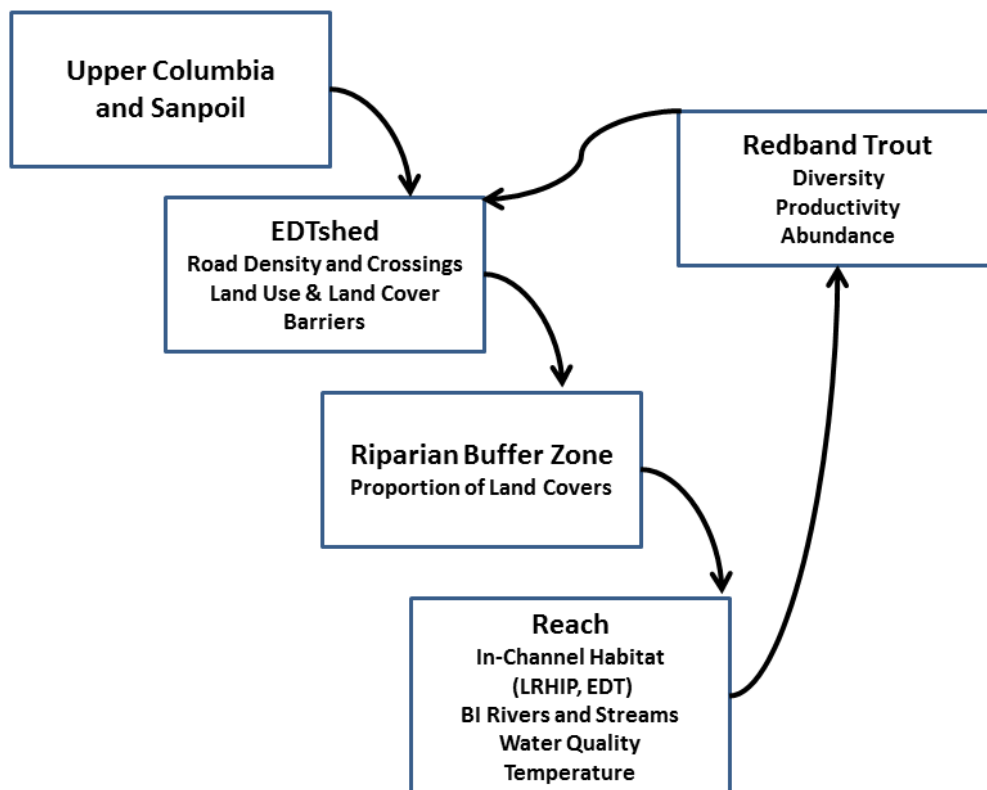 Upper Columbia
and Sanpoil
Redband Trout
Diversity
Productivity
Abundance
EDTshed
Road Density and Crossings
Land Use & Land Cover
Barriers
Riparian Buffer Zone
Proportion of Land Covers
Reach
In-Channel Habitat
(LRHIP, EDT)
BI Rivers and Streams
Water Quality
Temperature